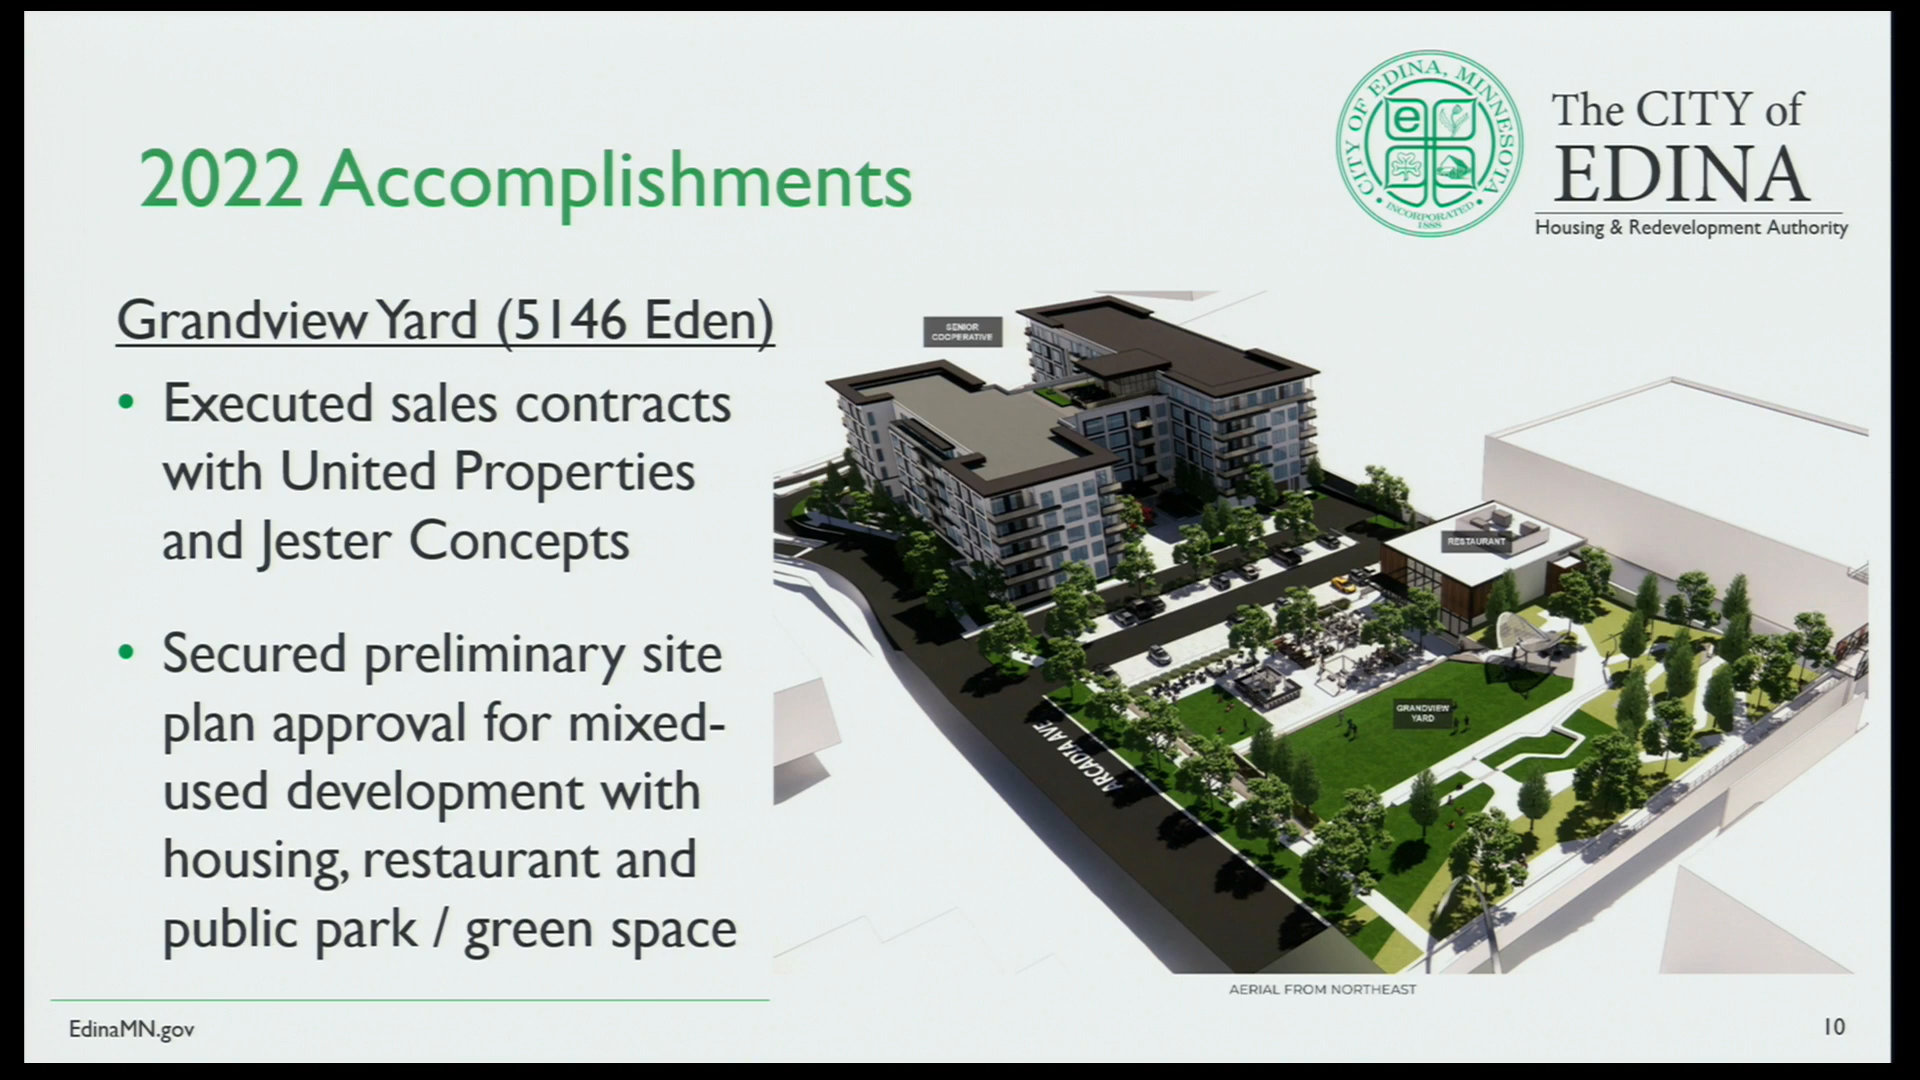 CITY OF EDINA, MINNESOTA
e
INCORPORATED
1888
The CITY of
EDINA
Housing & Redevelopment Authority
2022 Accomplishments
Grandview Yard (5146 Eden)
• Executed sales contracts
with United Properties
and Jester Concepts
• Secured preliminary site
plan approval for mixed-
used development with
housing, restaurant and
public park / green space
SENIOR
COOPERATIVE
RESTAURANT
GRANDVIEW
YARD
ARCADIA AVE
AERIAL FROM NORTHEAST
EdinaMN.gov
10